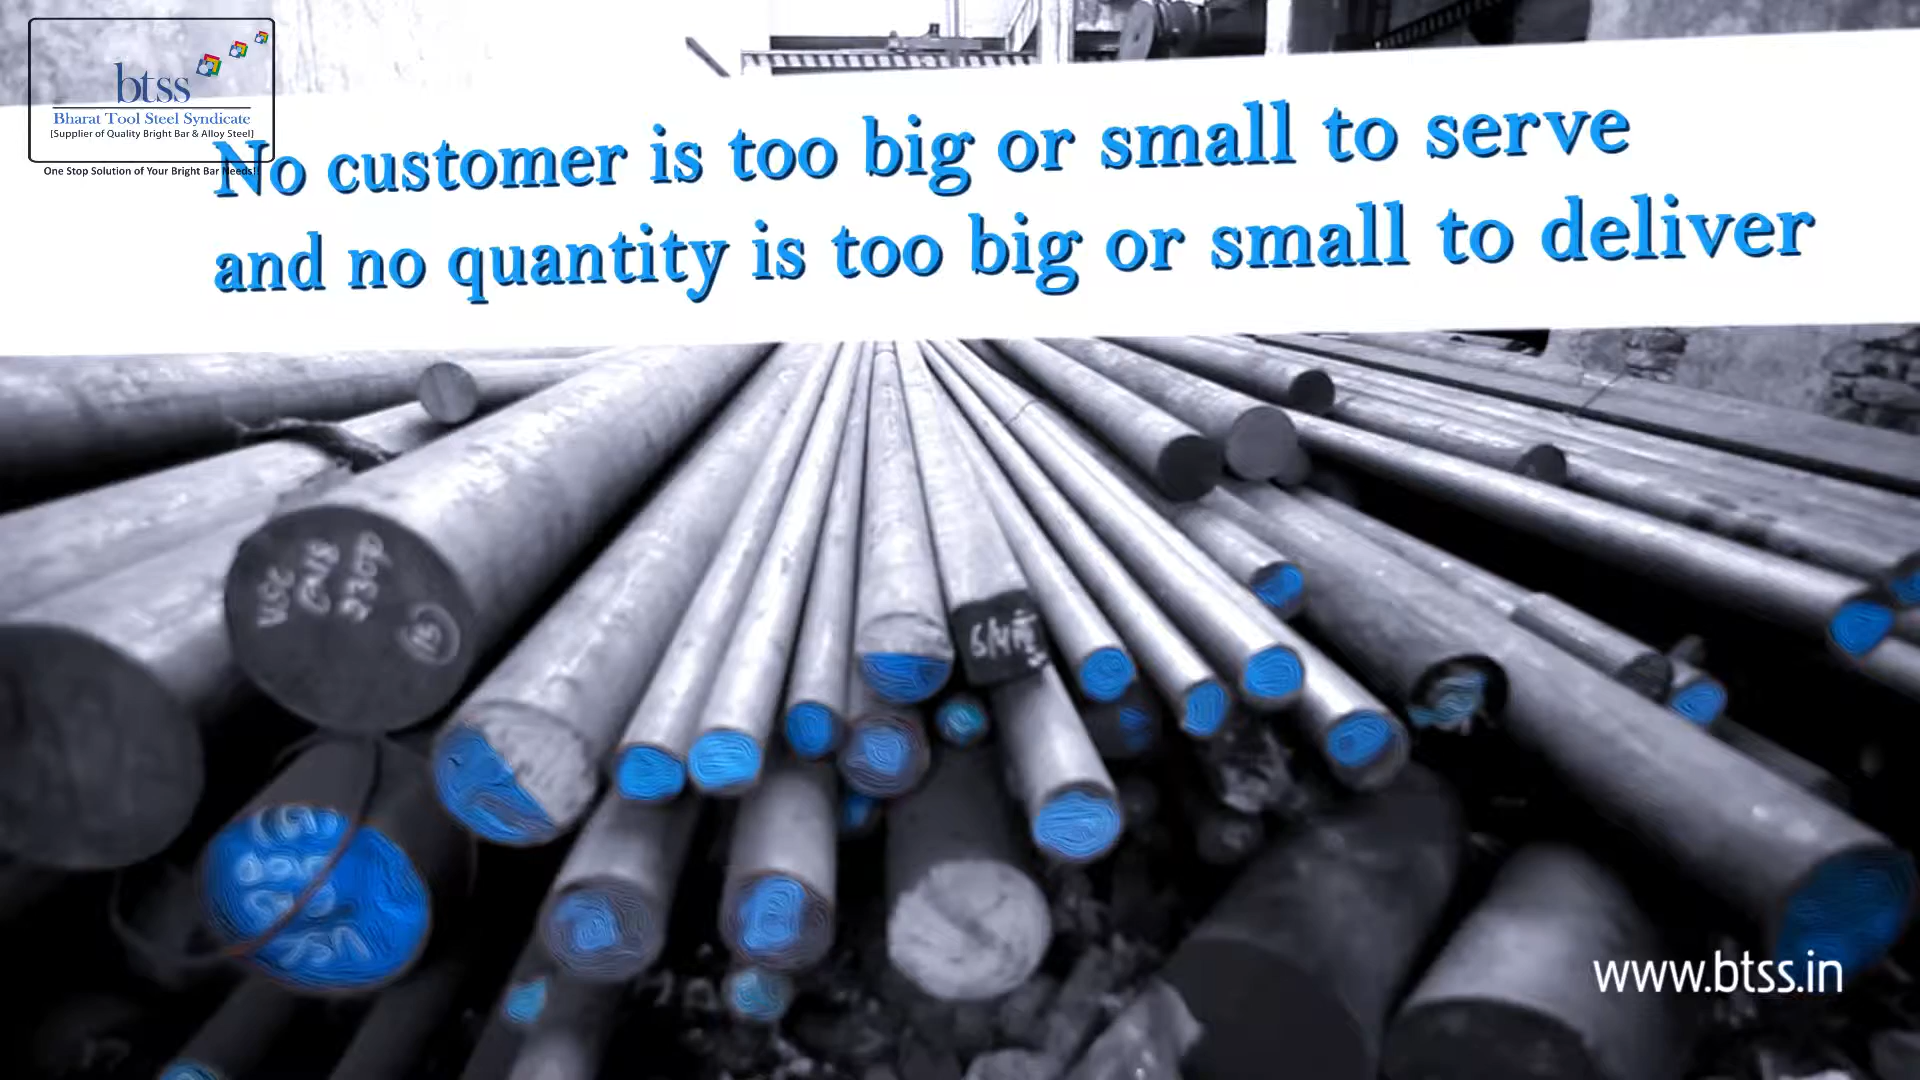 btss
Bharat Tool Steel Syndicate
[Supplier of Quality Bright Bar & Alloy Steel]
One Stop Solution of Your Bright Bar Needs!
No customer is too big or small to serve
and no quantity is too big or small to deliver
www.btss.in